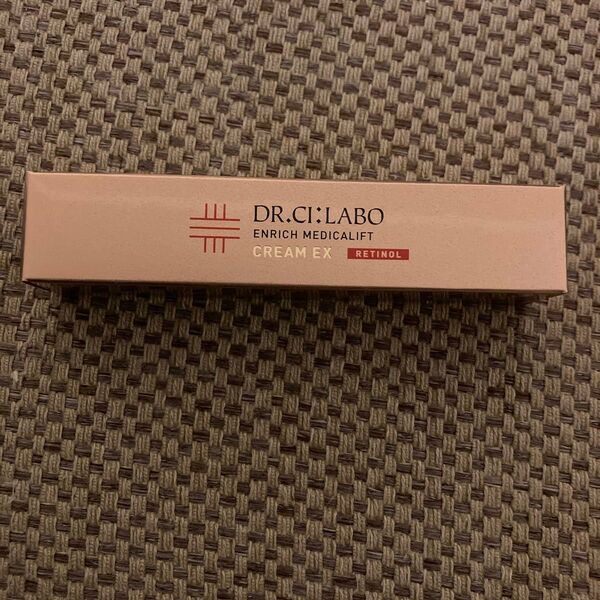 DR.CI:LABO
ENRICH MEDICALIFT
CREAM EX RETINOL